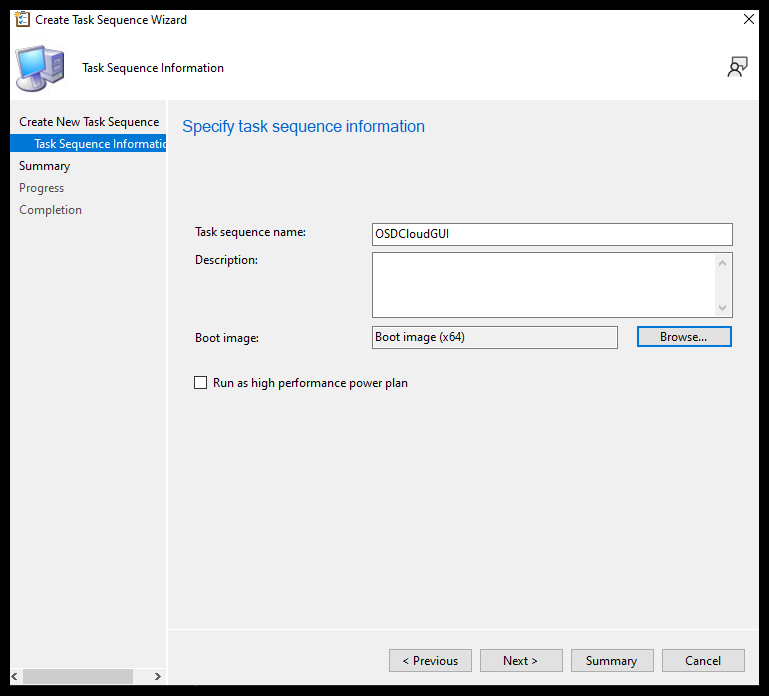 Create Task Sequence Wizard
Task Sequence Information
Create New Task Sequence
Task Sequence Informatio
Summary
Progress
Completion
Specify task sequence information
Task sequence name:
OSDCloudGUI
Description:
Boot image:
Boot image (x64)
Browse...
Run as high performance power plan
< Previous
Next >
Summary
Cancel